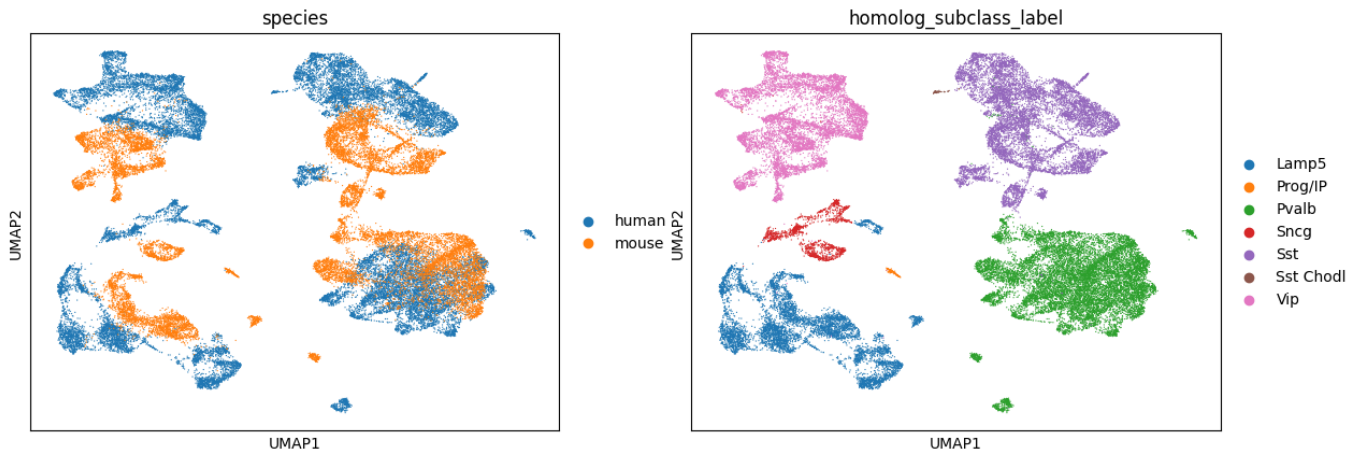 species
UMAP2
UMAP1
human
mouse
homolog_subclass_label
UMAP2
UMAP1
Lamp5
Prog/IP
Pvalb
Sncg
Sst
Sst Chodl
Vip